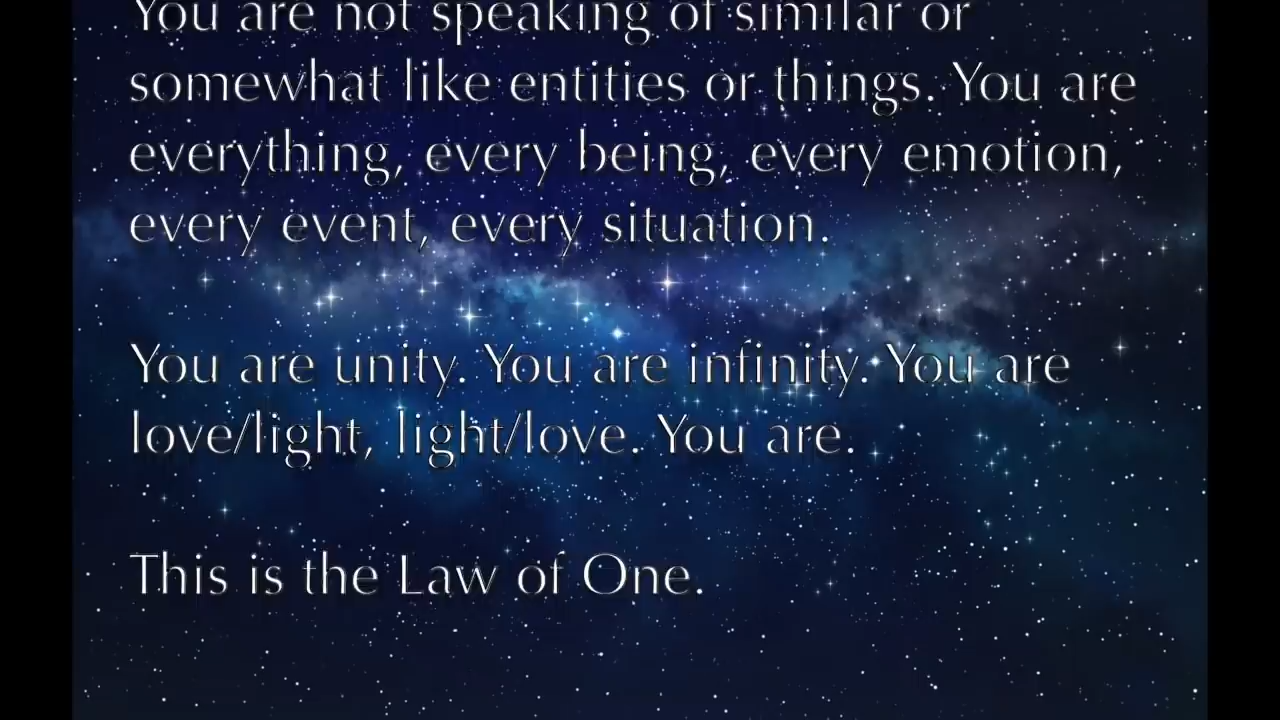 You are not speaking of similar or
somewhat like entities or things. You are
everything, every being, every emotion,
every event, every situation.
You are unity. You are infinity. You are
love/light, light/love. You are.
This is the Law of One.